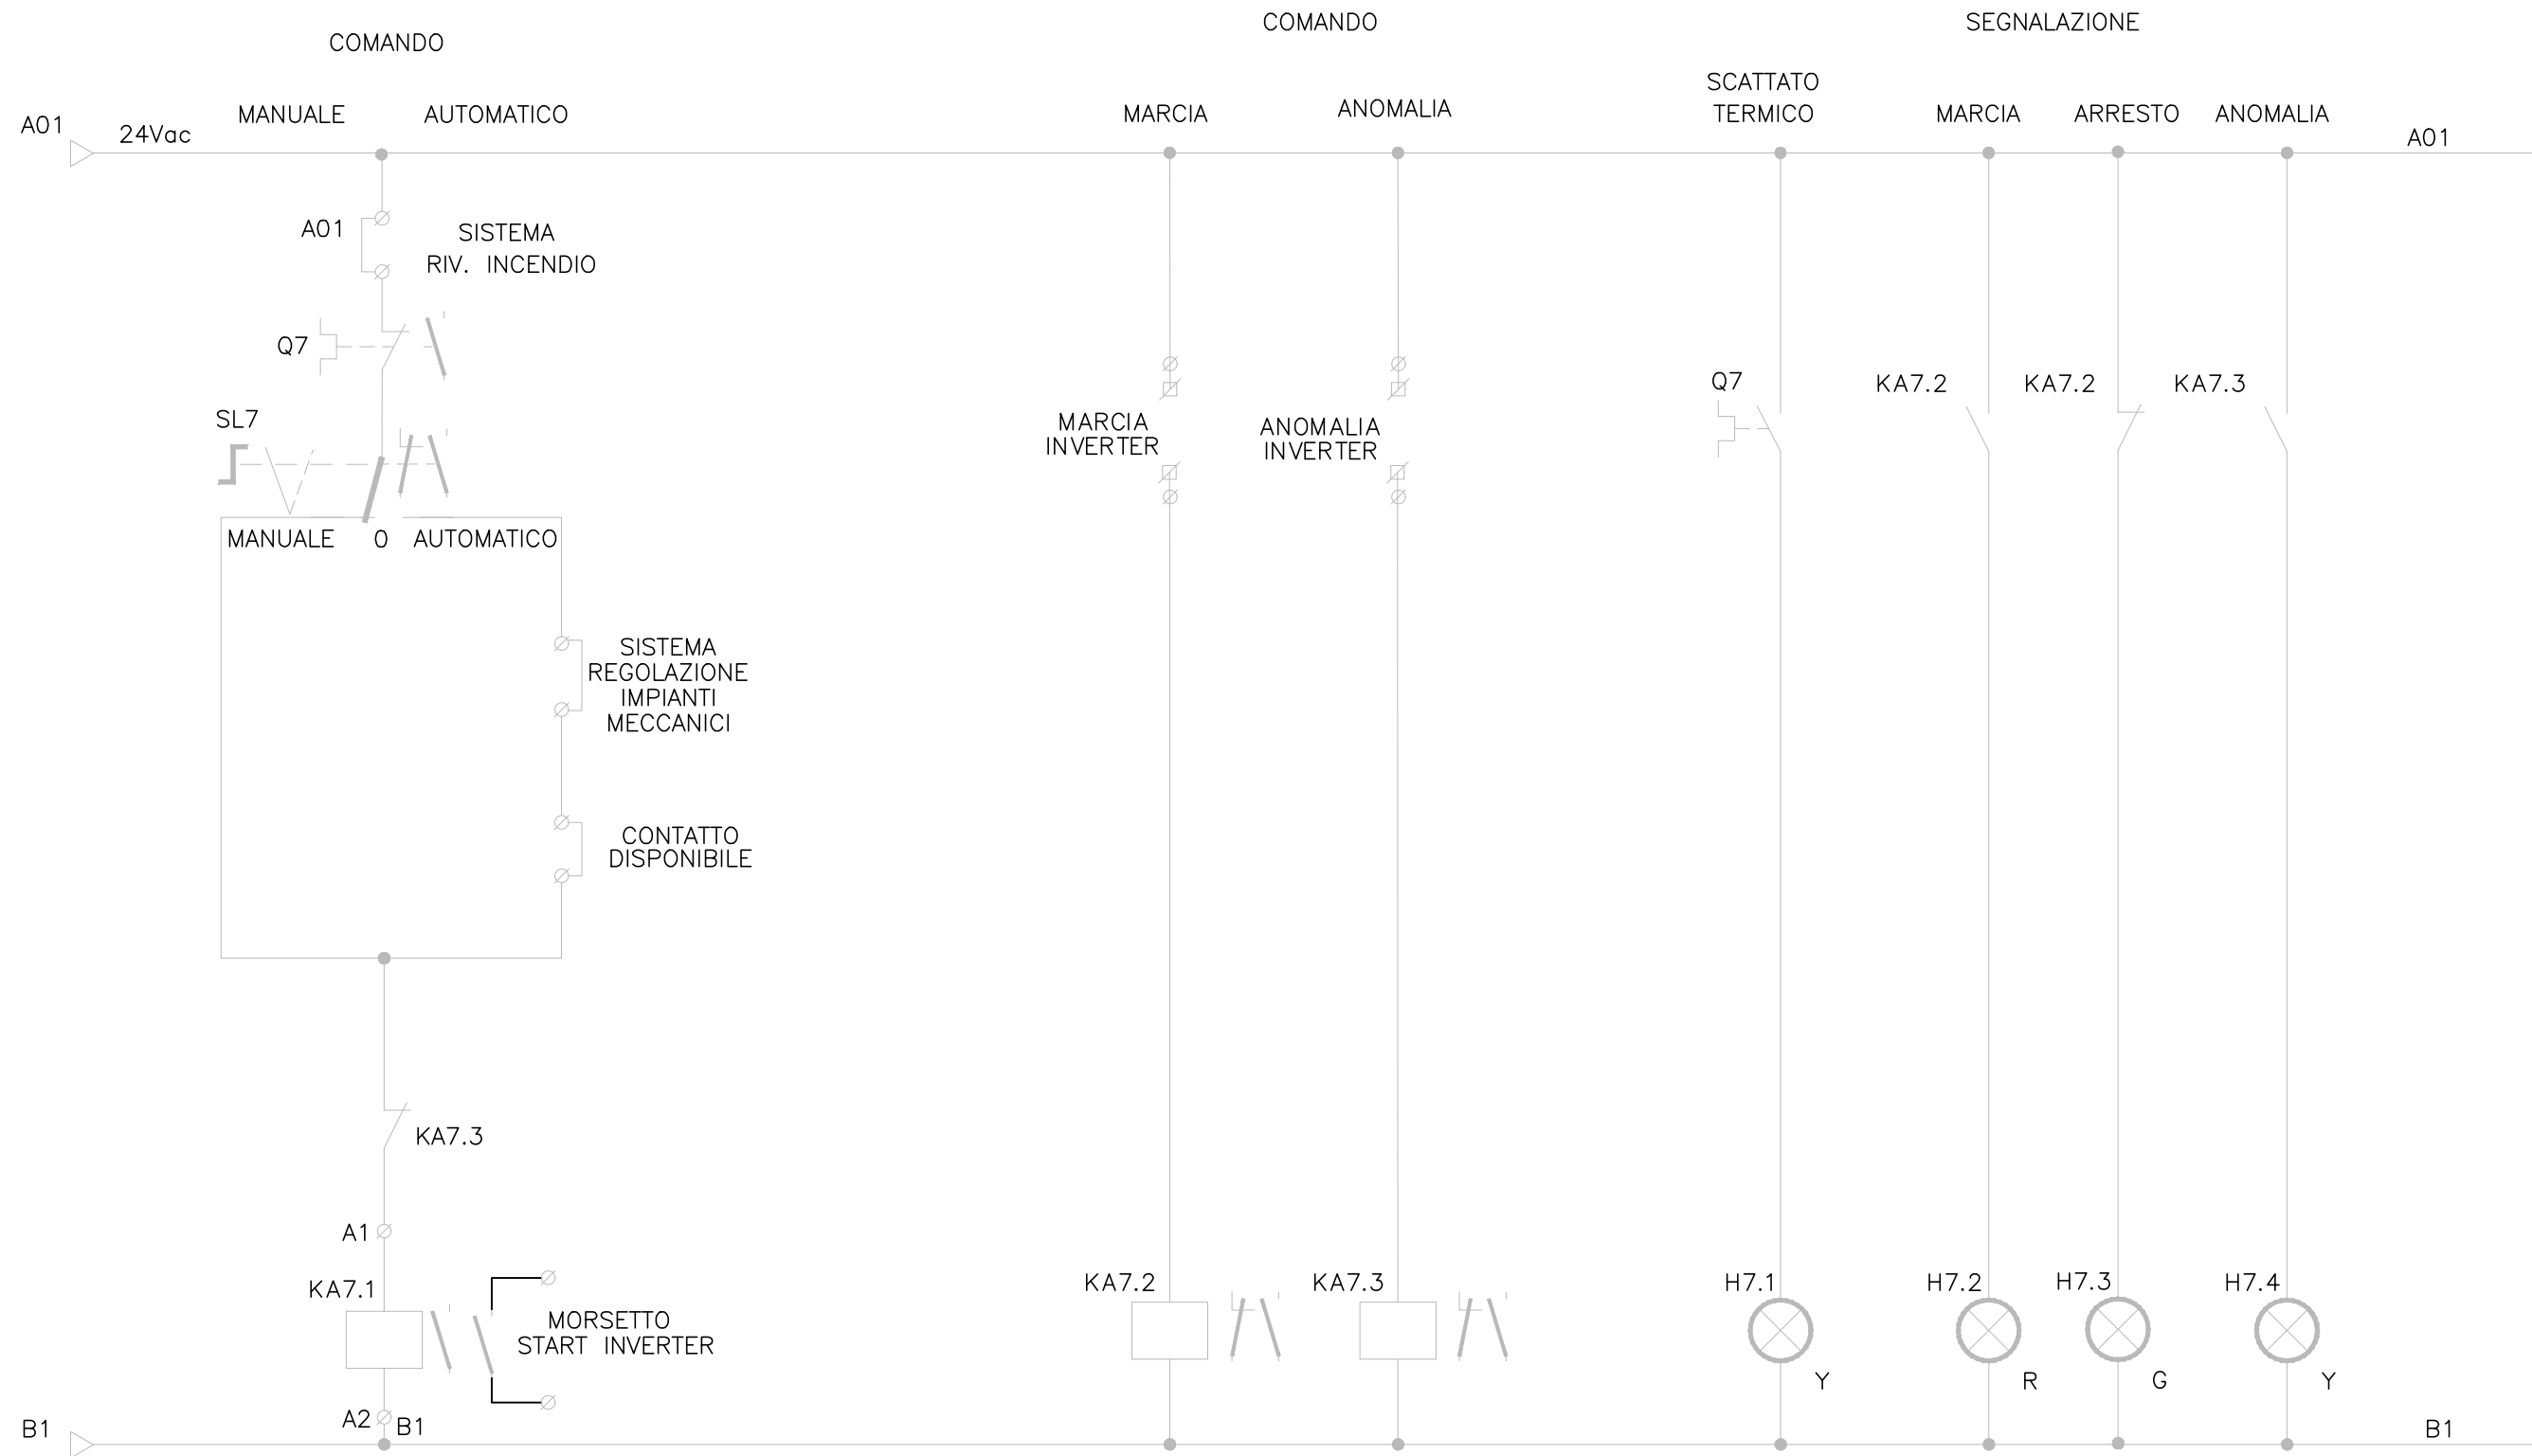 COMANDO
COMANDO
SEGNALAZIONE
MANUALE
AUTOMATICO
MARCIA
ANOMALIA
SCATTATO
TERMICO
MARCIA
ARRESTO
ANOMALIA
A01
24Vac
A01
A01
SISTEMA
RIV. INCENDIO
Q7
SL7
MANUALE 0 AUTOMATICO
MARCIA
INVERTER
ANOMALIA
INVERTER
Q7
KA7.2
KA7.2
KA7.3
SISTEMA
REGOLAZIONE
IMPIANTI
MECCANICI
CONTATTO
DISPONIBILE
KA7.3
A1
KA7.1
MORSETTO
START INVERTER
KA7.2
KA7.3
H7.1
H7.2
H7.3
H7.4
Y
R
G
Y
A2
B1
B1
B1